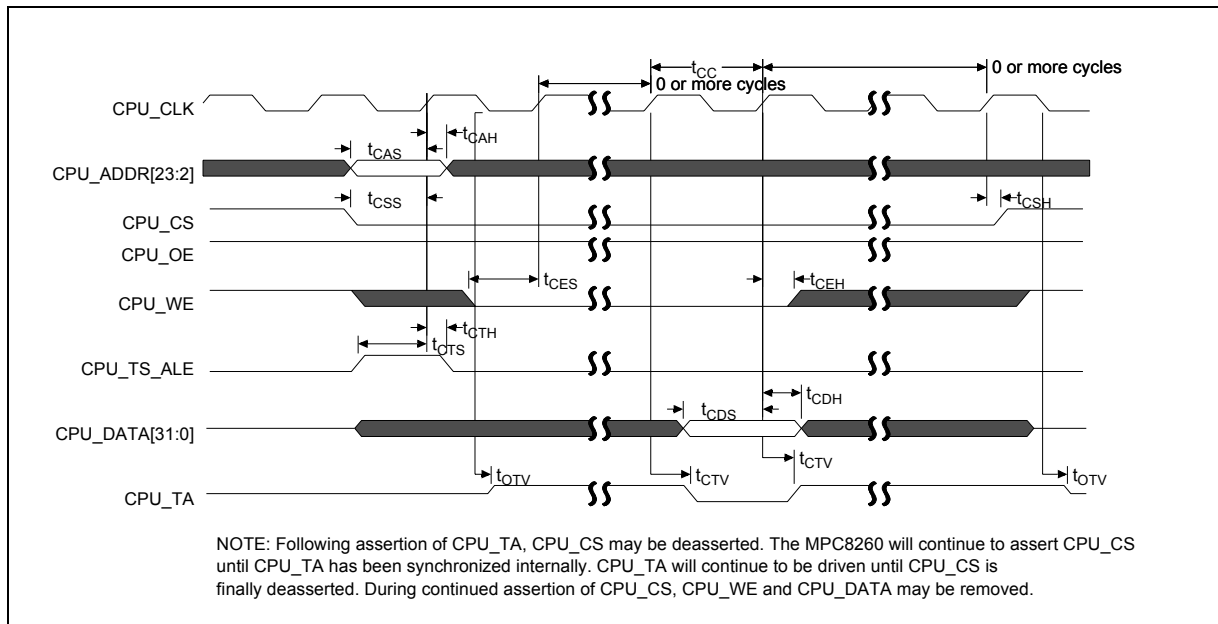 tCC
0 or more cycles
0 or more cycles
CPU_CLK
tCAH
tCAS
CPU_ADDR[23:2]
tCSS
tCSH
CPU_CS
CPU_OE
tCES
tCEH
CPU_WE
tCTH
tOTS
CPU_TS_ALE
tCDH
tCDS
CPU_DATA[31:0]
tCTV
tOTV
tCTV
tOTV
CPU_TA
NOTE: Following assertion of CPU_TA, CPU_CS may be deasserted. The MPC8260 will continue to assert CPU_CS
until CPU_TA has been synchronized internally. CPU_TA will continue to be driven until CPU_CS is
finally deasserted. During continued assertion of CPU_CS, CPU_WE and CPU_DATA may be removed.